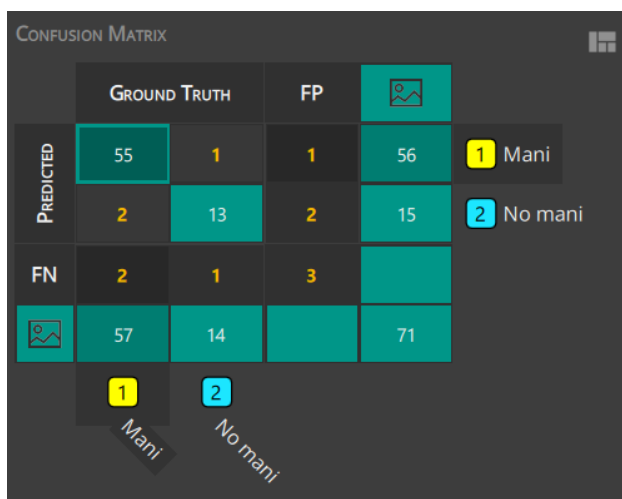 Confusion Matrix
Ground Truth FP
Predicted
55 1 1 56 1 Mani
2 13 2 15 2 No mani
FN 2 1 3
57 14 71
1 2
Mani No mani